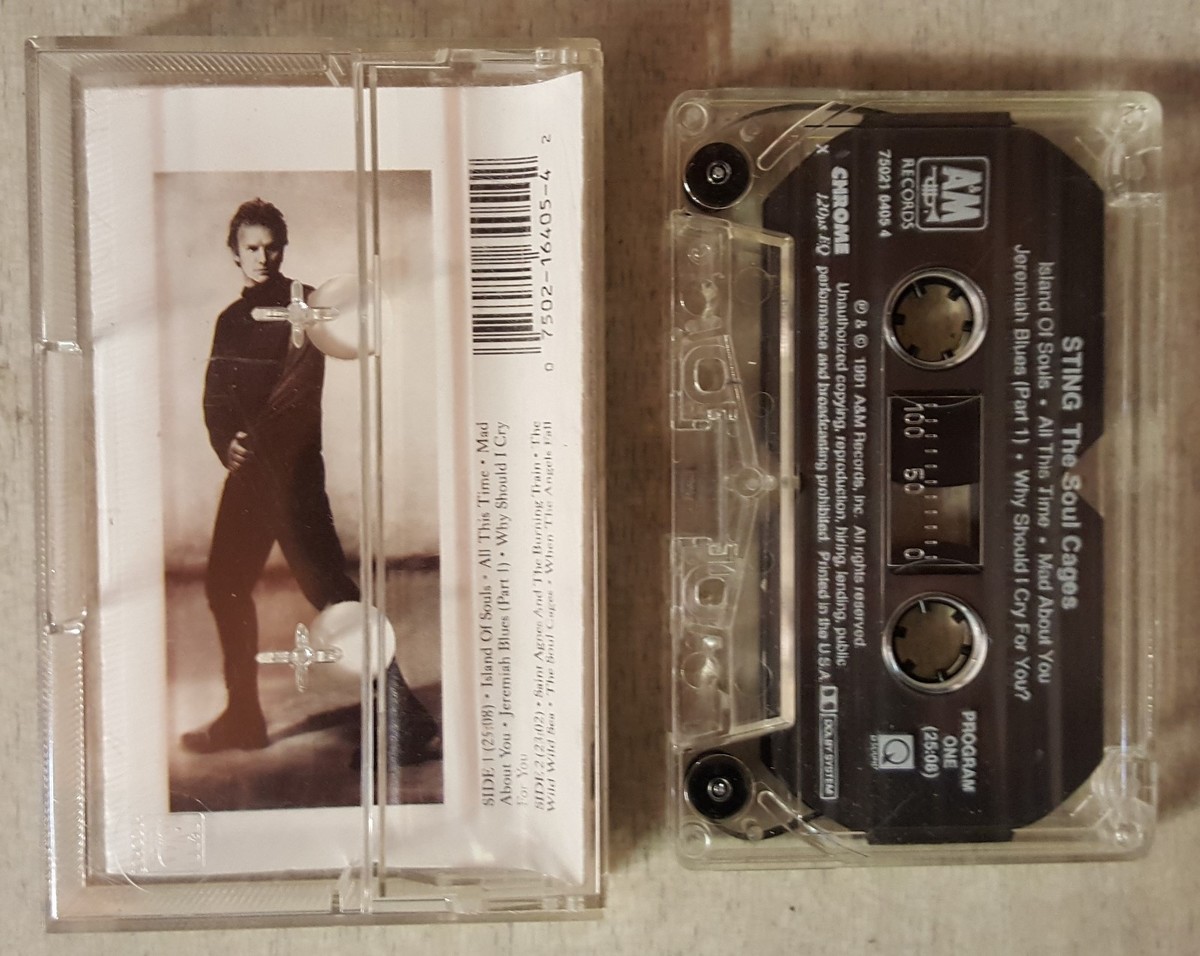 0 7502-16405-4 2
SIDE 1 (25:08) • Island Of Souls • All This Time • Mad
About You • Jeremiah Blues (Part 1) • Why Should I Cry
For You
SIDE 2 (23:02) • Saint Agnes And The Burning Train • The
Wild Wild Sea • The Soul Cages • When The Angels Fall
STING The Soul Cages
Island Of Souls • All This Time • Mad About You
Jeremiah Blues (Part 1) • Why Should I Cry For You?
A&M
RECORDS
75021 6405 4
PROGRAM
ONE
(25:08)
100 50 0
℗ & © 1991 A&M Records, Inc. All rights reserved.
Unauthorized copying, reproduction, hiring, lending, public
performance and broadcasting prohibited. Printed in the U.S.A.
X
CHROME
120µs EQ
DOLBY SYSTEM